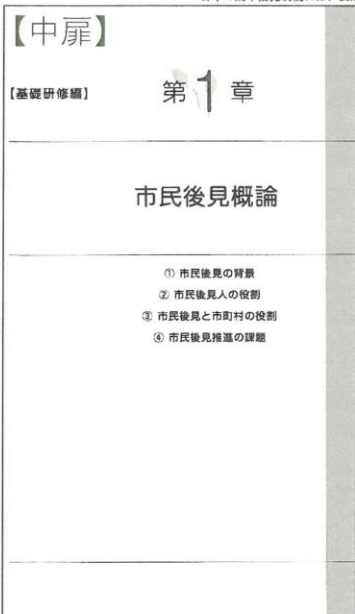 【中扉】
【基礎研修編】
第1章
市民後見概論
① 市民後見の背景
② 市民後見人の役割
③ 市民後見と市町村の役割
④ 市民後見推進の課題